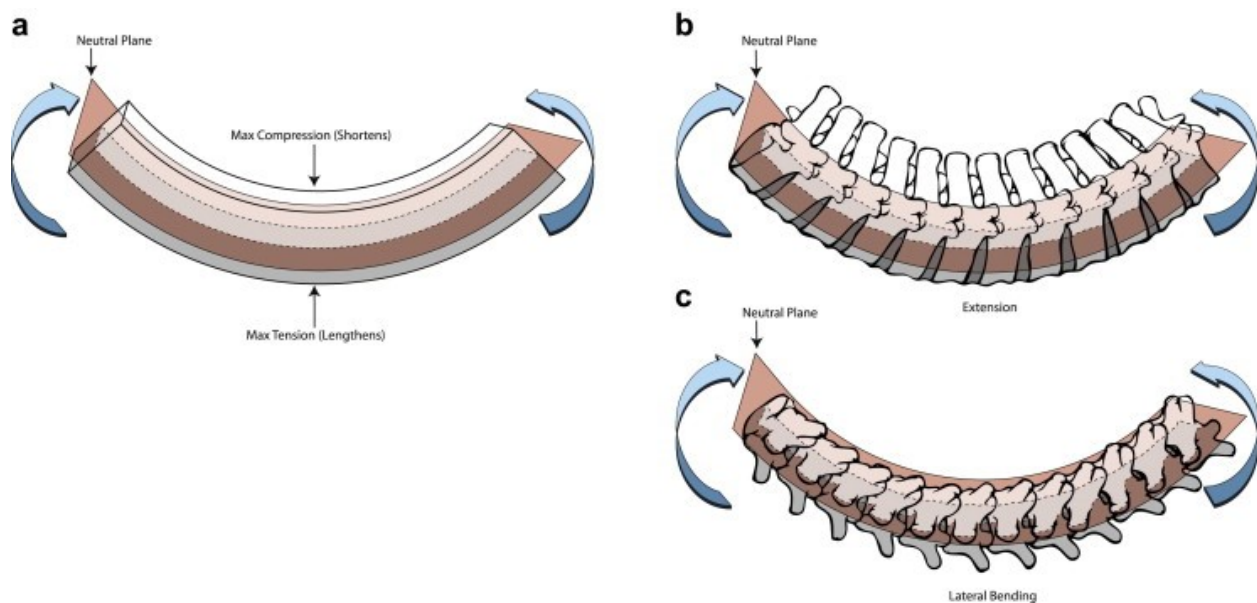 a
Neutral Plane
Max Compression (Shortens)
Max Tension (Lengthens)
b
Neutral Plane
Extension
c
Neutral Plane
Lateral Bending